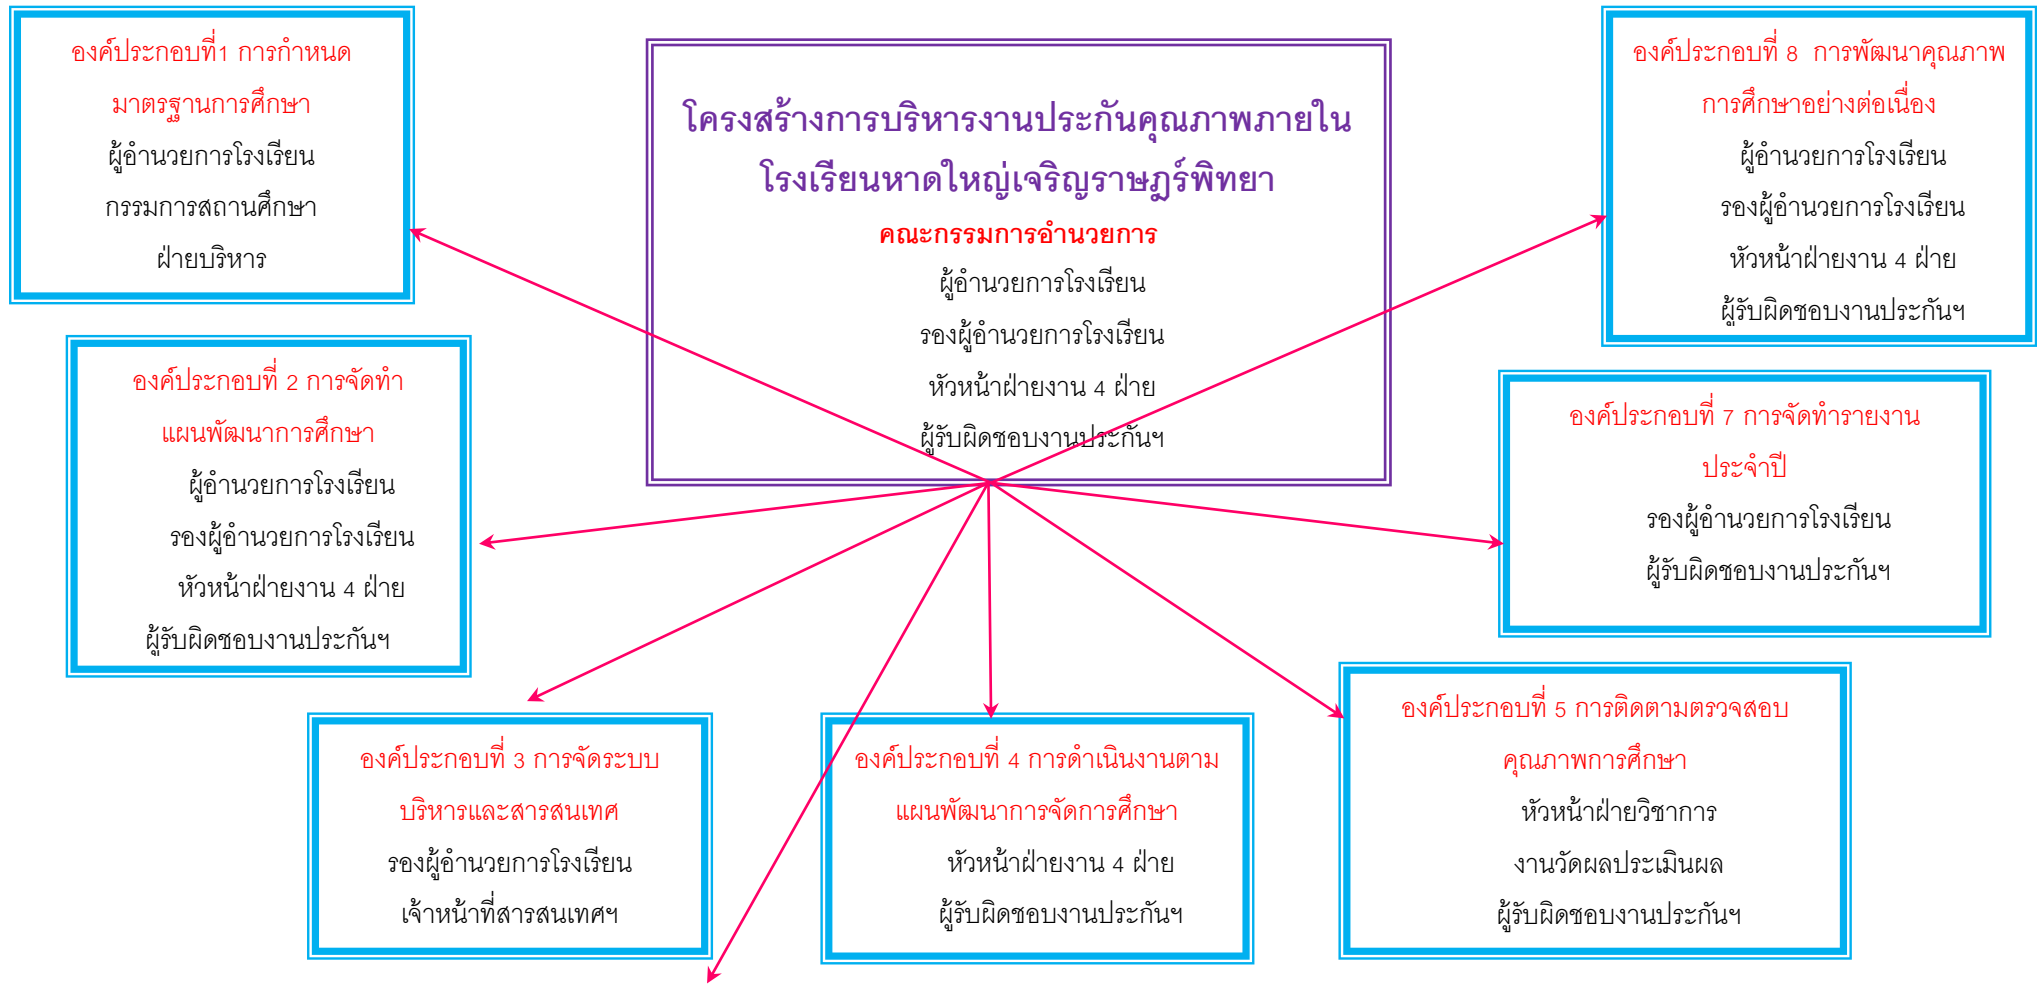 องค์ประกอบที่1 การกำหนด
มาตรฐานการศึกษา
ผู้อำนวยการโรงเรียน
กรรมการสถานศึกษา
ฝ่ายบริหาร
โครงสร้างการบริหารงานประกันคุณภาพภายใน
โรงเรียนหาดใหญ่เจริญราษฎร์พิทยา
คณะกรรมการอำนวยการ
ผู้อำนวยการโรงเรียน
รองผู้อำนวยการโรงเรียน
หัวหน้าฝ่ายงาน 4 ฝ่าย
ผู้รับผิดชอบงานประกันฯ
องค์ประกอบที่ 8 การพัฒนาคุณภาพ
การศึกษาอย่างต่อเนื่อง
ผู้อำนวยการโรงเรียน
รองผู้อำนวยการโรงเรียน
หัวหน้าฝ่ายงาน 4 ฝ่าย
ผู้รับผิดชอบงานประกันฯ
องค์ประกอบที่ 2 การจัดทำ
แผนพัฒนาการศึกษา
ผู้อำนวยการโรงเรียน
รองผู้อำนวยการโรงเรียน
หัวหน้าฝ่ายงาน 4 ฝ่าย
ผู้รับผิดชอบงานประกันฯ
องค์ประกอบที่ 7 การจัดทำรายงาน
ประจำปี
รองผู้อำนวยการโรงเรียน
ผู้รับผิดชอบงานประกันฯ
องค์ประกอบที่ 3 การจัดระบบ
บริหารและสารสนเทศ
รองผู้อำนวยการโรงเรียน
เจ้าหน้าที่สารสนเทศฯ
องค์ประกอบที่ 4 การดำเนินงานตาม
แผนพัฒนาการจัดการศึกษา
หัวหน้าฝ่ายงาน 4 ฝ่าย
ผู้รับผิดชอบงานประกันฯ
องค์ประกอบที่ 5 การติดตามตรวจสอบ
คุณภาพการศึกษา
หัวหน้าฝ่ายวิชาการ
งานวัดผลประเมินผล
ผู้รับผิดชอบงานประกันฯ